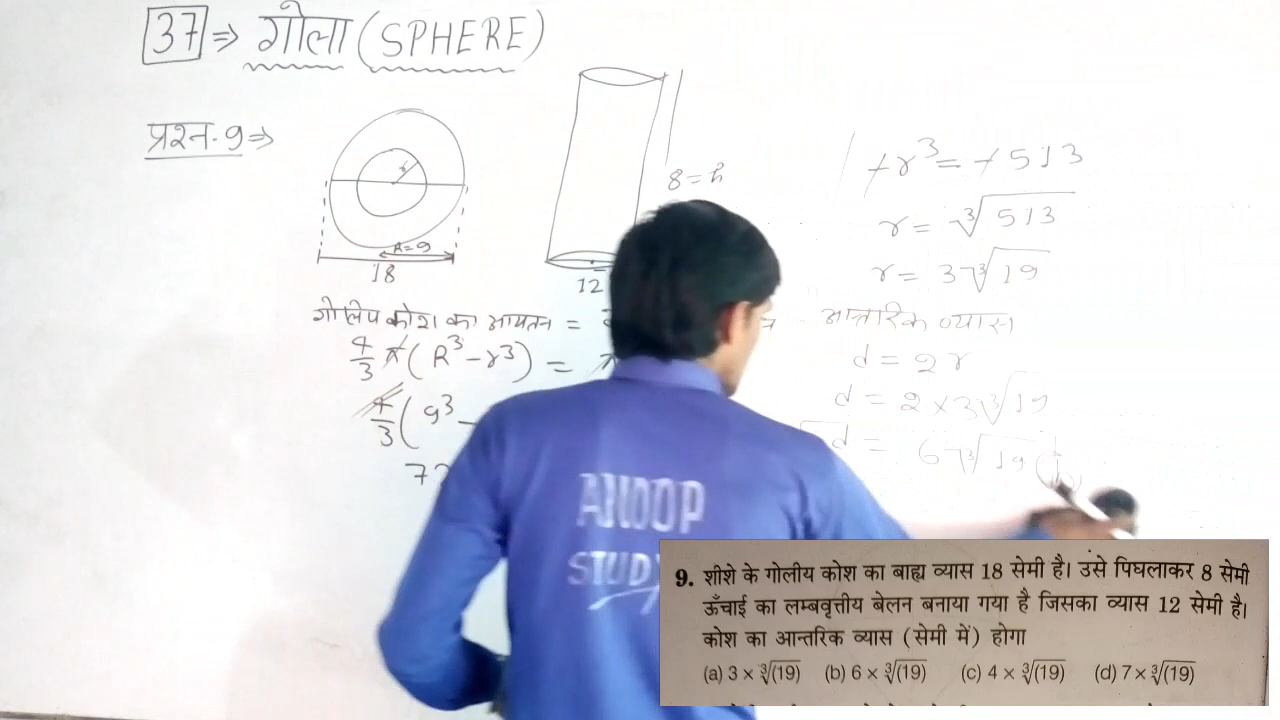 37 ⇒ गोला (SPHERE)
प्रश्न-9 ⇒
R=9
18
8=h
12
गोलिय कोश का आयतन =
4/3 π (R³ - r³) =
4/3 ( 9³ -
72
+r³ = +513
r = ∛513
r = 3∛19
आन्तरिक व्यास
d = 2r
d = 2×3∛19
d = 6∛19
ANOOP
STUDY
9. शीशे के गोलीय कोश का बाह्य व्यास 18 सेमी है। उसे पिघलाकर 8 सेमी
ऊँचाई का लम्बवृत्तीय बेलन बनाया गया है जिसका व्यास 12 सेमी है।
कोश का आन्तरिक व्यास (सेमी में) होगा
(a) 3 × ∛(19) (b) 6 × ∛(19) (c) 4 × ∛(19) (d) 7 × ∛(19)